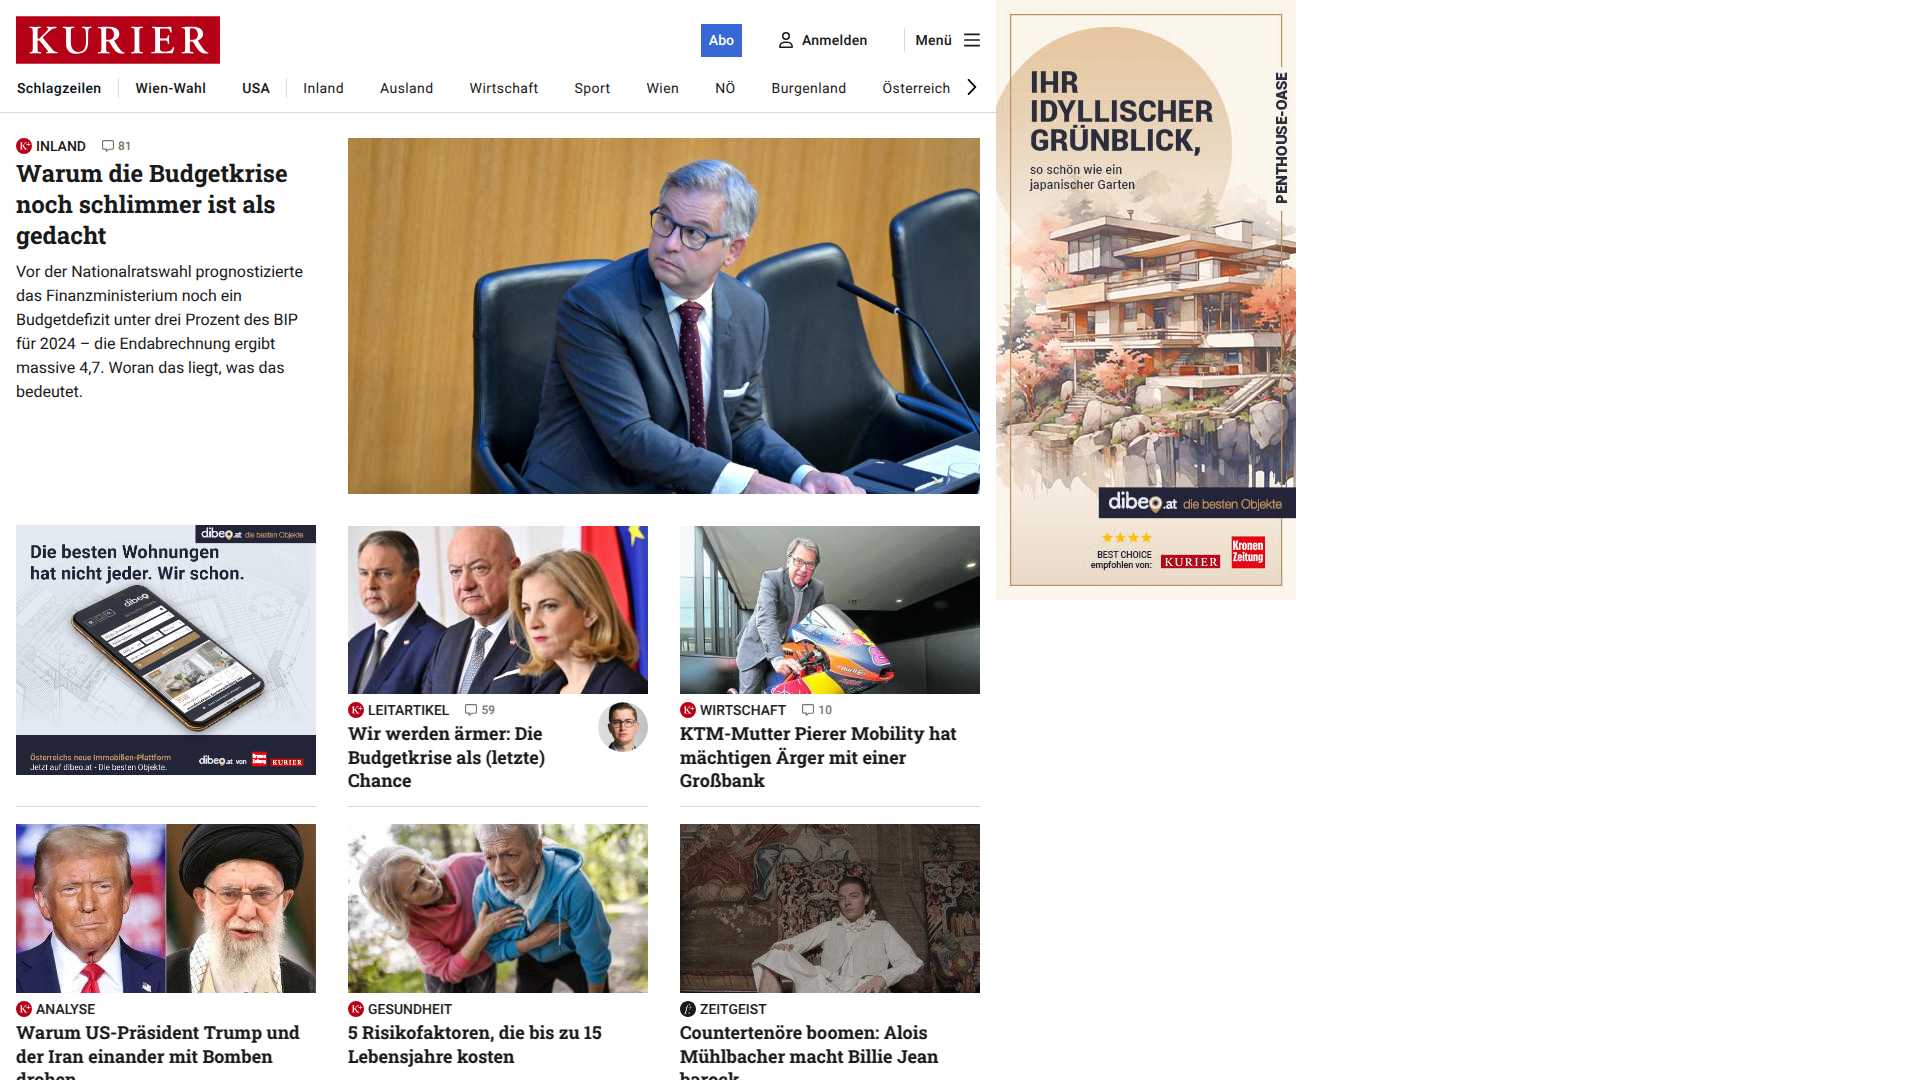 KURIER
Abo
Anmelden
Menü
Schlagzeilen
Wien-Wahl
USA
Inland
Ausland
Wirtschaft
Sport
Wien
NÖ
Burgenland
Österreich
INLAND 81
Warum die Budgetkrise
noch schlimmer ist als
gedacht
Vor der Nationalratswahl prognostizierte
das Finanzministerium noch ein
Budgetdefizit unter drei Prozent des BIP
für 2024 – die Endabrechnung ergibt
massive 4,7. Woran das liegt, was das
bedeutet.
IHR
IDYLLISCHER
GRÜNBLICK,
so schön wie ein
japanischer Garten
PENTHOUSE-OASE
dibeo.at die besten Objekte
BEST CHOICE
empfohlen von:
KURIER
Kronen
Zeitung
dibeo.at die besten Objekte
Die besten Wohnungen
hat nicht jeder. Wir schon.
dibeo
Österreichs neue Immobilien-Plattform
Jetzt auf dibeo.at - Die besten Objekte.
dibeo.at von
Kronen
Zeitung
KURIER
LEITARTIKEL 59
Wir werden ärmer: Die
Budgetkrise als (letzte)
Chance
WIRTSCHAFT 10
KTM-Mutter Pierer Mobility hat
mächtigen Ärger mit einer
Großbank
ANALYSE
Warum US-Präsident Trump und
der Iran einander mit Bomben
drohen
GESUNDHEIT
5 Risikofaktoren, die bis zu 15
Lebensjahre kosten
ZEITGEIST
Countertenöre boomen: Alois
Mühlbacher macht Billie Jean
barock